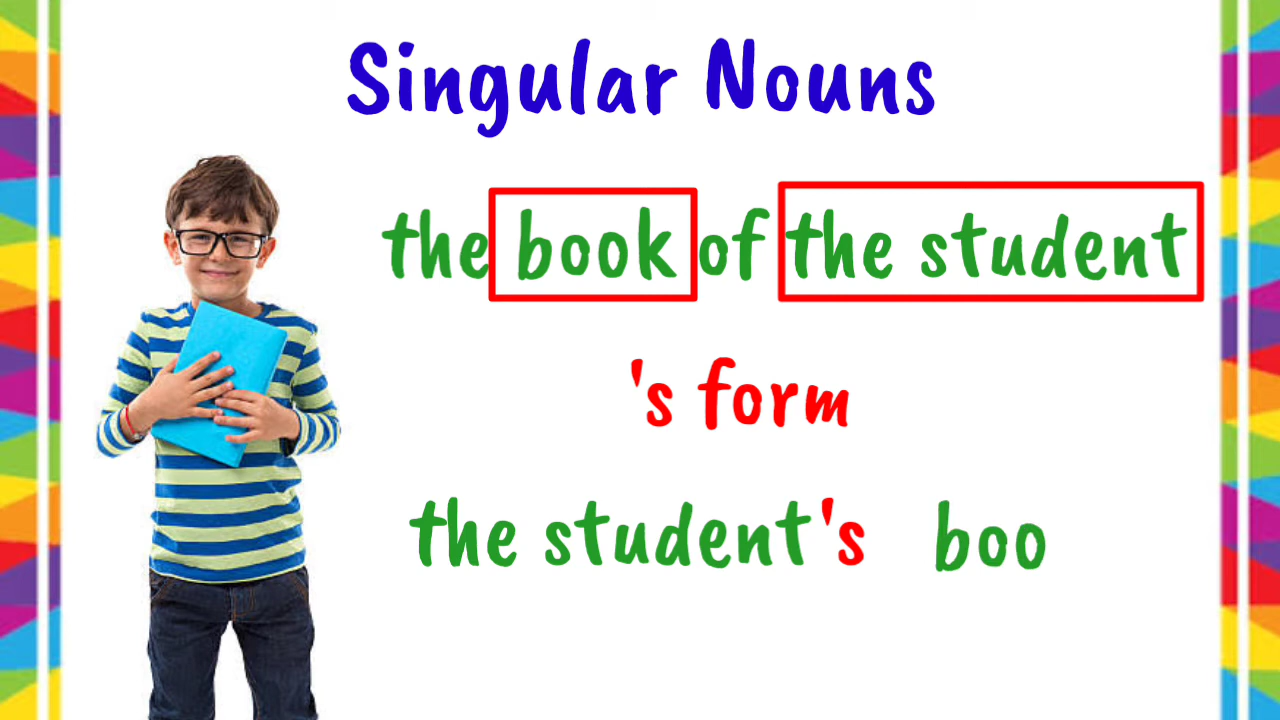 Singular Nouns
the book of the student
's form
the student's boo